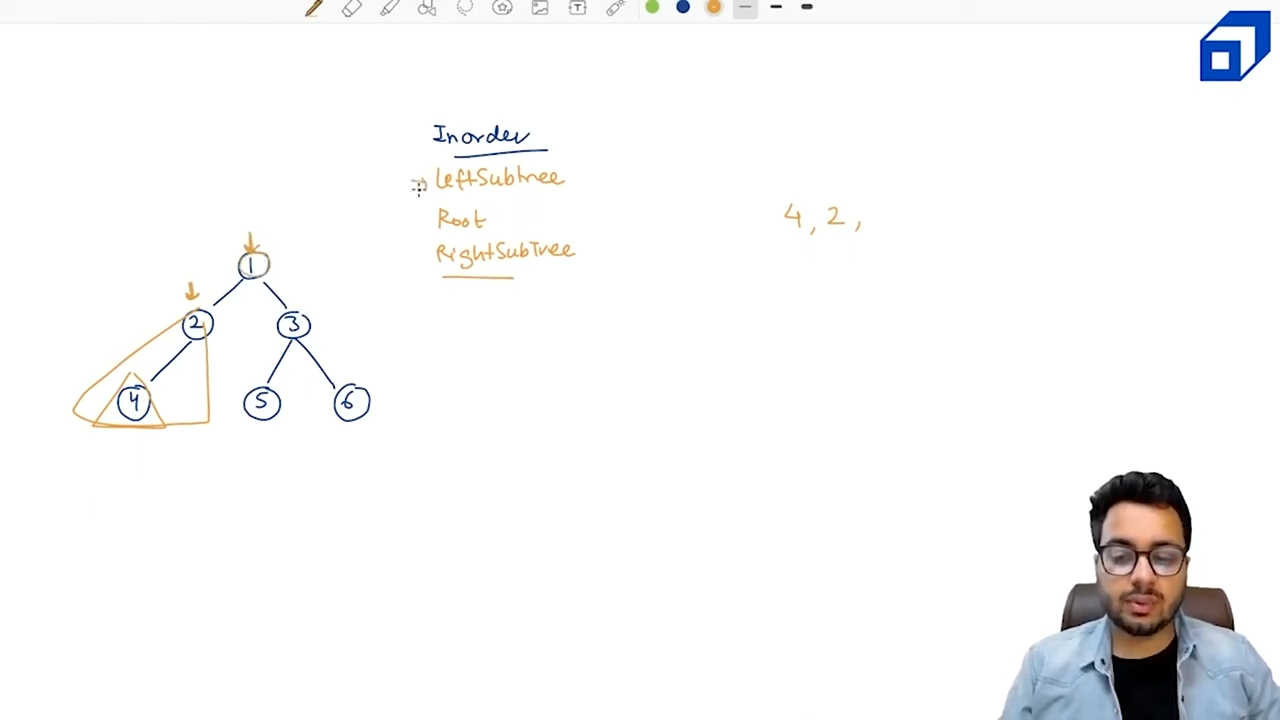 Inorder
LeftSubtree
Root
RightSubTree
4, 2,
1
2
3
4
5
6
T